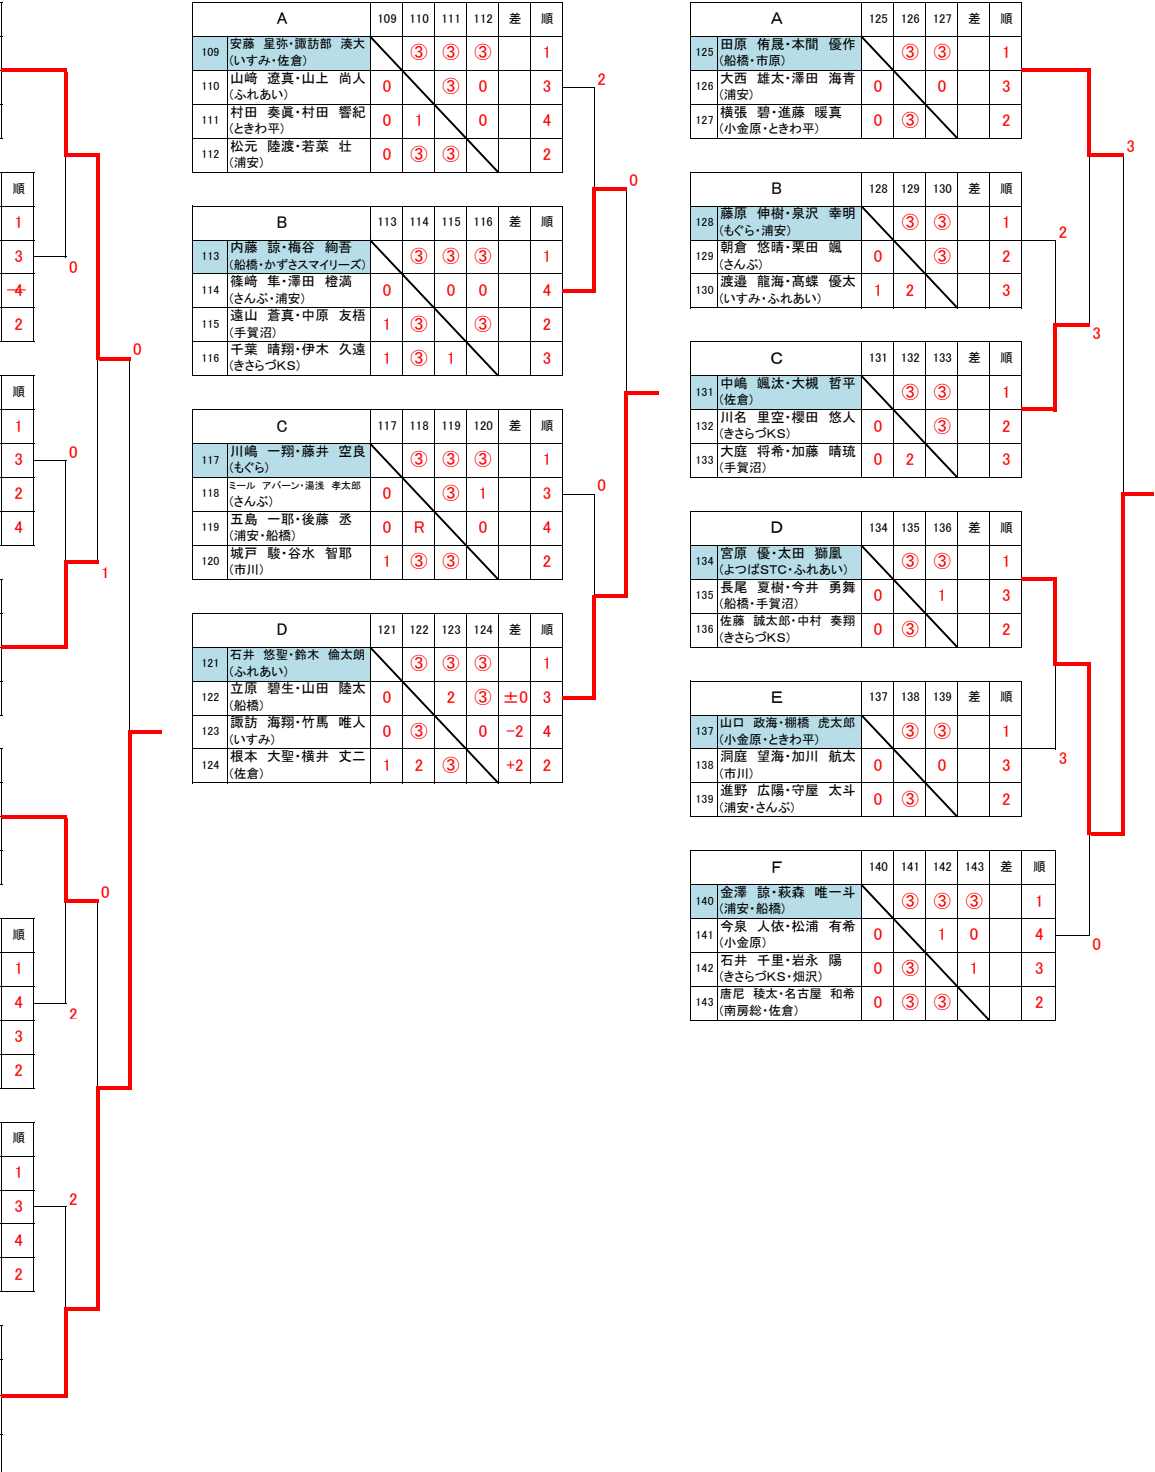 順
1
3
4
2
0
0
順
1
3
2
4
0
1
0
順
1
4
3
2
2
順
1
3
4
2
2
A 109 110 111 112 差 順
109 安藤 星弥・諏訪部 湊大 ③ ③ ③ 1
(いすみ・佐倉)
110 山﨑 遼真・山上 尚人 0 ③ 0 3
(ふれあい)
111 村田 奏眞・村田 響紀 0 1 0 4
(ときわ平)
112 松元 陸渡・若菜 壮 0 ③ ③ 2
(浦安)
2
0
B 113 114 115 116 差 順
113 内藤 諒・梅谷 絢吾 ③ ③ ③ 1
(船橋・かずさスマイリーズ)
114 篠﨑 隼・澤田 橙満 0 0 0 4
(さんぶ・浦安)
115 遠山 蒼真・中原 友梧 1 ③ ③ 2
(手賀沼)
116 千葉 晴翔・伊木 久遠 1 ③ 1 3
(きさらづKS)
C 117 118 119 120 差 順
117 川嶋 一翔・藤井 空良 ③ ③ ③ 1
(もぐら)
118 ミール アバーン・湯浅 孝太郎 0 ③ 1 3
(さんぶ)
119 五島 一耶・後藤 丞 0 R 0 4
(浦安・船橋)
120 城戸 駿・谷水 智耶 1 ③ ③ 2
(市川)
0
D 121 122 123 124 差 順
121 石井 悠聖・鈴木 倫太朗 ③ ③ ③ 1
(ふれあい)
122 立原 碧生・山田 陸太 0 2 ③ ±0 3
(船橋)
123 諏訪 海翔・竹馬 唯人 0 ③ 0 -2 4
(いすみ)
124 根本 大聖・横井 丈二 1 2 ③ +2 2
(佐倉)
A 125 126 127 差 順
125 田原 侑晟・本間 優作 ③ ③ 1
(船橋・市原)
126 大西 雄太・澤田 海青 0 0 3
(浦安)
127 横張 碧・進藤 暖真 0 ③ 2
(小金原・ときわ平)
3
B 128 129 130 差 順
128 藤原 伸樹・泉沢 幸明 ③ ③ 1
(もぐら・浦安)
129 朝倉 悠晴・栗田 颯 0 ③ 2
(さんぶ)
130 渡邉 龍海・髙蝶 優太 1 2 3
(いすみ・ふれあい)
2
3
C 131 132 133 差 順
131 中嶋 颯汰・大槻 哲平 ③ ③ 1
(佐倉)
132 川名 里空・櫻田 悠人 0 ③ 2
(きさらづKS)
133 大庭 将希・加藤 晴琉 0 2 3
(手賀沼)
D 134 135 136 差 順
134 宮原 優・太田 獅凰 ③ ③ 1
(よつばSTC・ふれあい)
135 長尾 夏樹・今井 勇舞 0 1 3
(船橋・手賀沼)
136 佐藤 誠太郎・中村 奏翔 0 ③ 2
(きさらづKS)
E 137 138 139 差 順
137 山口 政海・棚橋 虎太郎 ③ ③ 1
(小金原・ときわ平)
138 洞庭 望海・加川 航太 0 0 3
(市川)
139 進野 広陽・守屋 太斗 0 ③ 2
(浦安・さんぶ)
3
F 140 141 142 143 差 順
140 金澤 諒・萩森 唯一斗 ③ ③ ③ 1
(浦安・船橋)
141 今泉 人依・松浦 有希 0 1 0 4
(小金原)
142 石井 千里・岩永 陽 0 ③ 1 3
(きさらづKS・畑沢)
143 唐尼 稜太・名古屋 和希 0 ③ ③ 2
(南房総・佐倉)
0